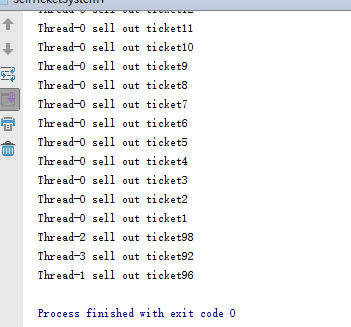 Thread-0 sell out ticket12
Thread-0 sell out ticket11
Thread-0 sell out ticket10
Thread-0 sell out ticket9
Thread-0 sell out ticket8
Thread-0 sell out ticket7
Thread-0 sell out ticket6
Thread-0 sell out ticket5
Thread-0 sell out ticket4
Thread-0 sell out ticket3
Thread-0 sell out ticket2
Thread-0 sell out ticket1
Thread-2 sell out ticket98
Thread-3 sell out ticket92
Thread-1 sell out ticket96
Process finished with exit code 0